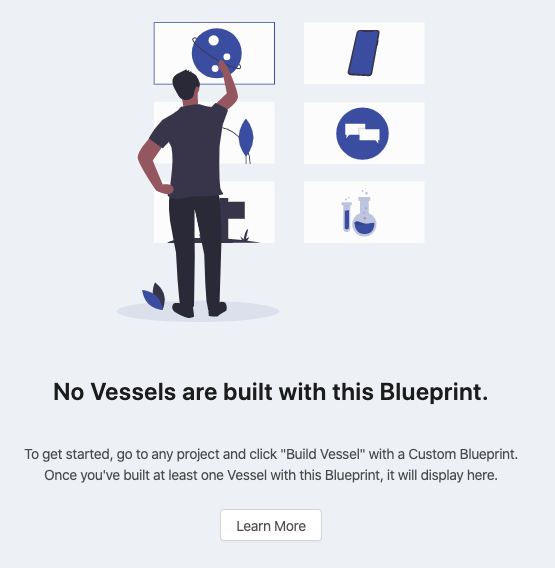 No Vessels are built with this Blueprint.
To get started, go to any project and click "Build Vessel" with a Custom Blueprint.
Once you've built at least one Vessel with this Blueprint, it will display here.
Learn More